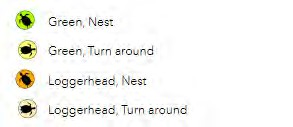 Green, Nest
Green, Turn around
Loggerhead, Nest
Loggerhead, Turn around